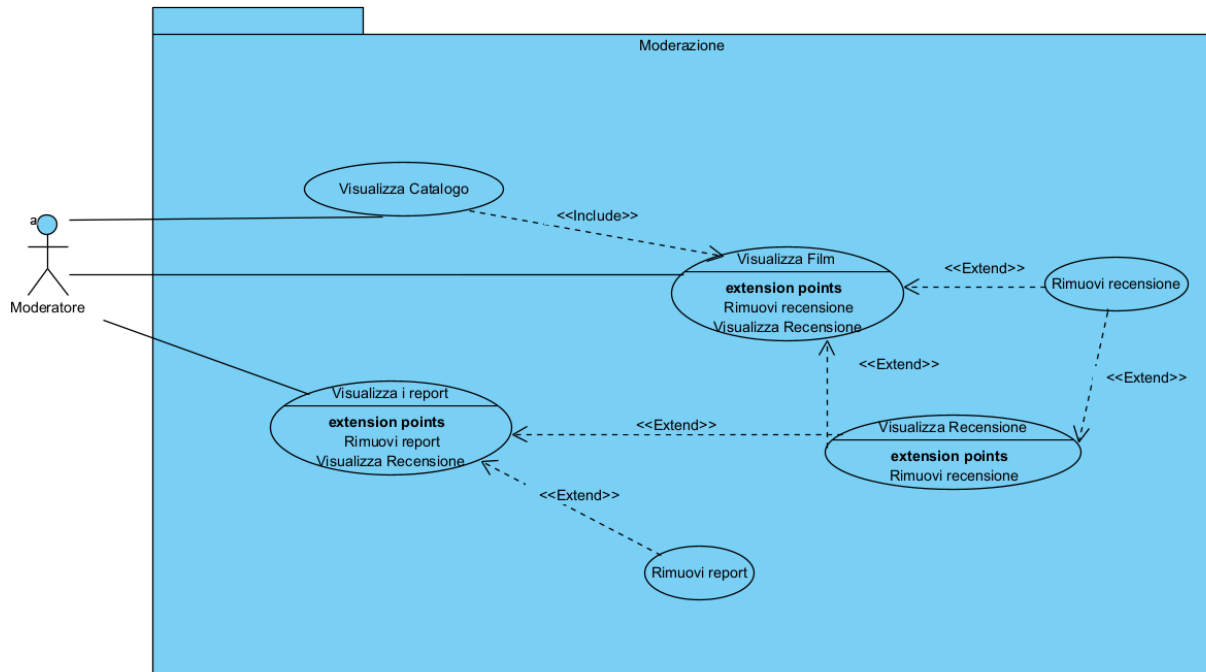 Moderazione
Visualizza Catalogo
<<Include>>
a
Moderatore
Visualizza Film
extension points
Rimuovi recensione
Visualizza Recensione
<<Extend>>
Rimuovi recensione
<<Extend>>
<<Extend>>
Visualizza i report
extension points
Rimuovi report
Visualizza Recensione
<<Extend>>
Visualizza Recensione
extension points
Rimuovi recensione
<<Extend>>
Rimuovi report